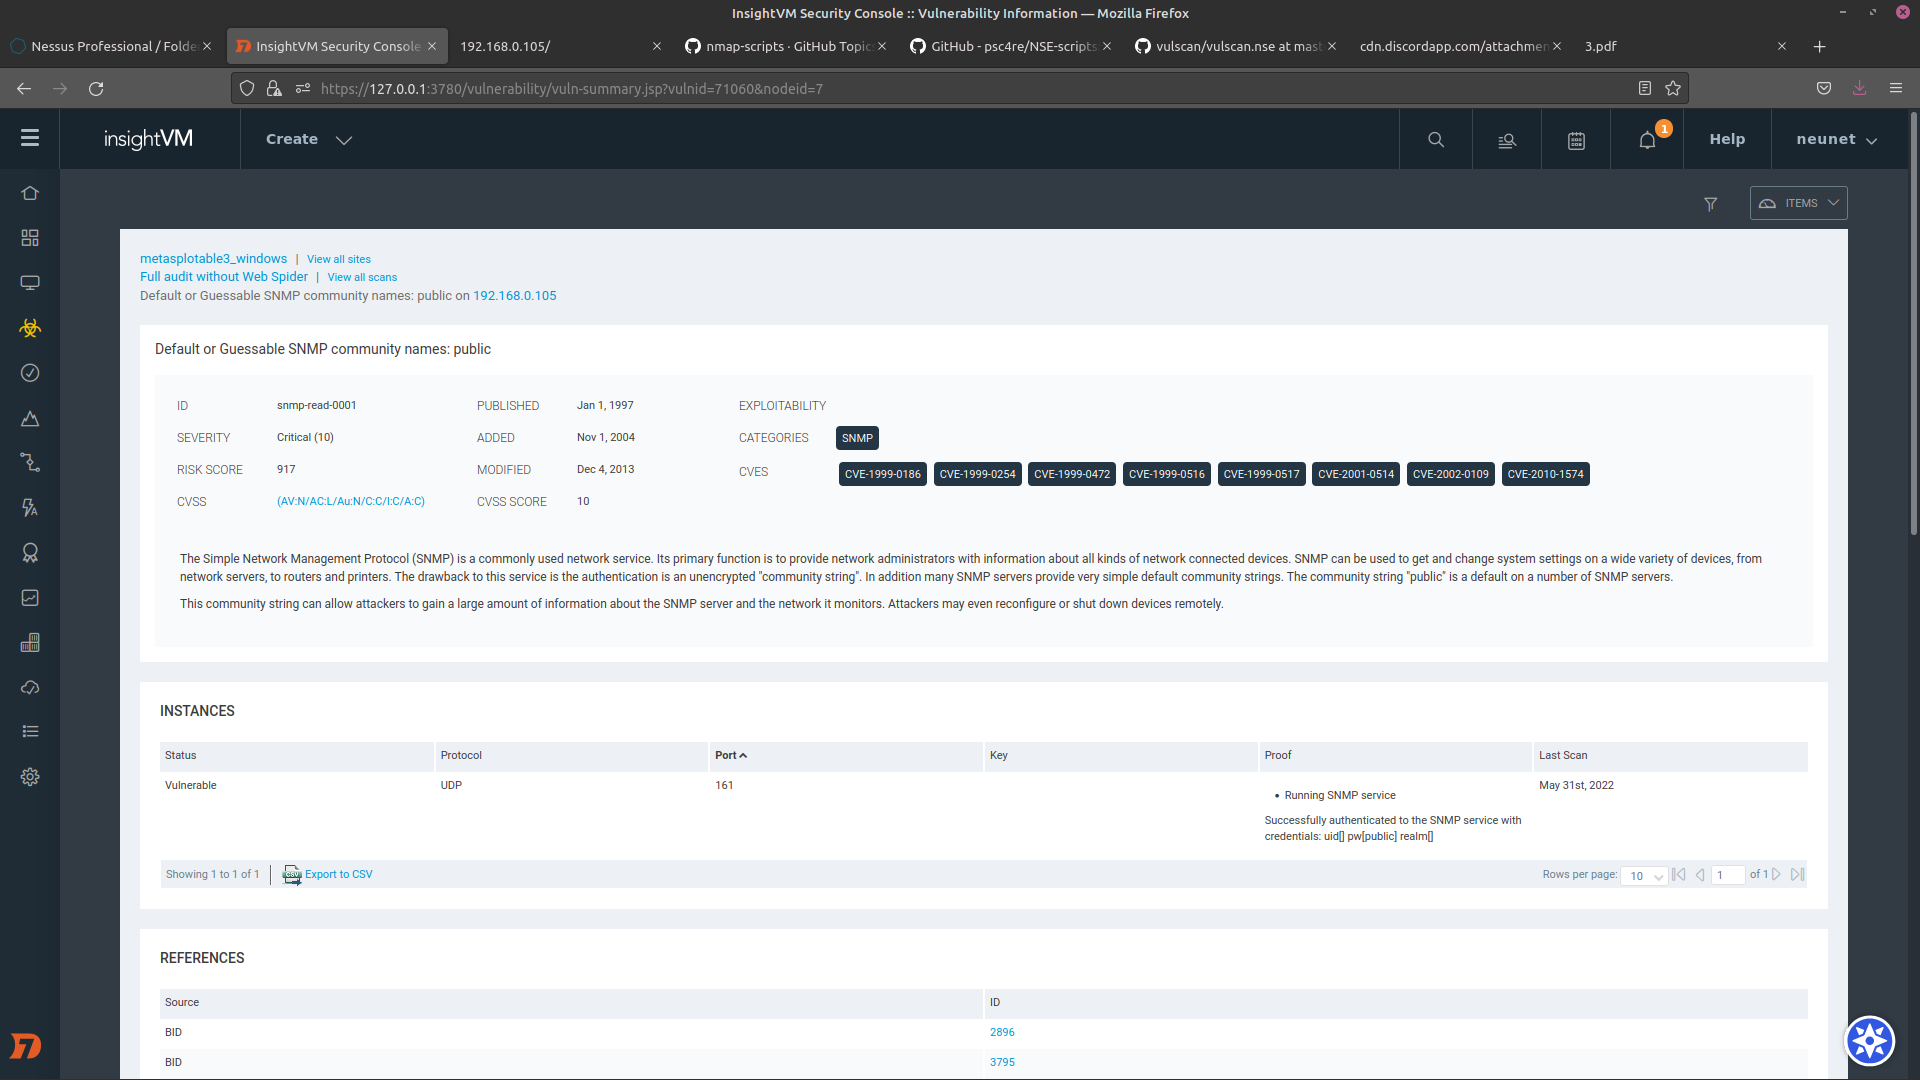 InsightVM Security Console :: Vulnerability Information — Mozilla Firefox
Nessus Professional / Folde
InsightVM Security Console
192.168.0.105/
nmap-scripts · GitHub Topic
GitHub - psc4re/NSE-scripts
vulscan/vulscan.nse at mast
cdn.discordapp.com/attachmen
3.pdf
https://127.0.0.1:3780/vulnerability/vuln-summary.jsp?vulnid=71060&nodeid=7
insightVM
Create
1
Help
neunet
ITEMS
metasplotable3_windows | View all sites
Full audit without Web Spider | View all scans
Default or Guessable SNMP community names: public on 192.168.0.105
Default or Guessable SNMP community names: public
ID snmp-read-0001 PUBLISHED Jan 1, 1997 EXPLOITABILITY
SEVERITY Critical (10) ADDED Nov 1, 2004 CATEGORIES SNMP
RISK SCORE 917 MODIFIED Dec 4, 2013 CVES CVE-1999-0186 CVE-1999-0254 CVE-1999-0472 CVE-1999-0516 CVE-1999-0517 CVE-2001-0514 CVE-2002-0109 CVE-2010-1574
CVSS (AV:N/AC:L/Au:N/C:C/I:C/A:C) CVSS SCORE 10
The Simple Network Management Protocol (SNMP) is a commonly used network service. Its primary function is to provide network administrators with information about all kinds of network connected devices. SNMP can be used to get and change system settings on a wide variety of devices, from
network servers, to routers and printers. The drawback to this service is the authentication is an unencrypted "community string". In addition many SNMP servers provide very simple default community strings. The community string "public" is a default on a number of SNMP servers.
This community string can allow attackers to gain a large amount of information about the SNMP server and the network it monitors. Attackers may even reconfigure or shut down devices remotely.
INSTANCES
Status Protocol Port Key Proof Last Scan
Vulnerable UDP 161 May 31st, 2022
• Running SNMP service
Successfully authenticated to the SNMP service with
credentials: uid[] pw[public] realm[]
Showing 1 to 1 of 1 CSV Export to CSV Rows per page: 10 1 of 1
REFERENCES
Source ID
BID 2896
BID 3795